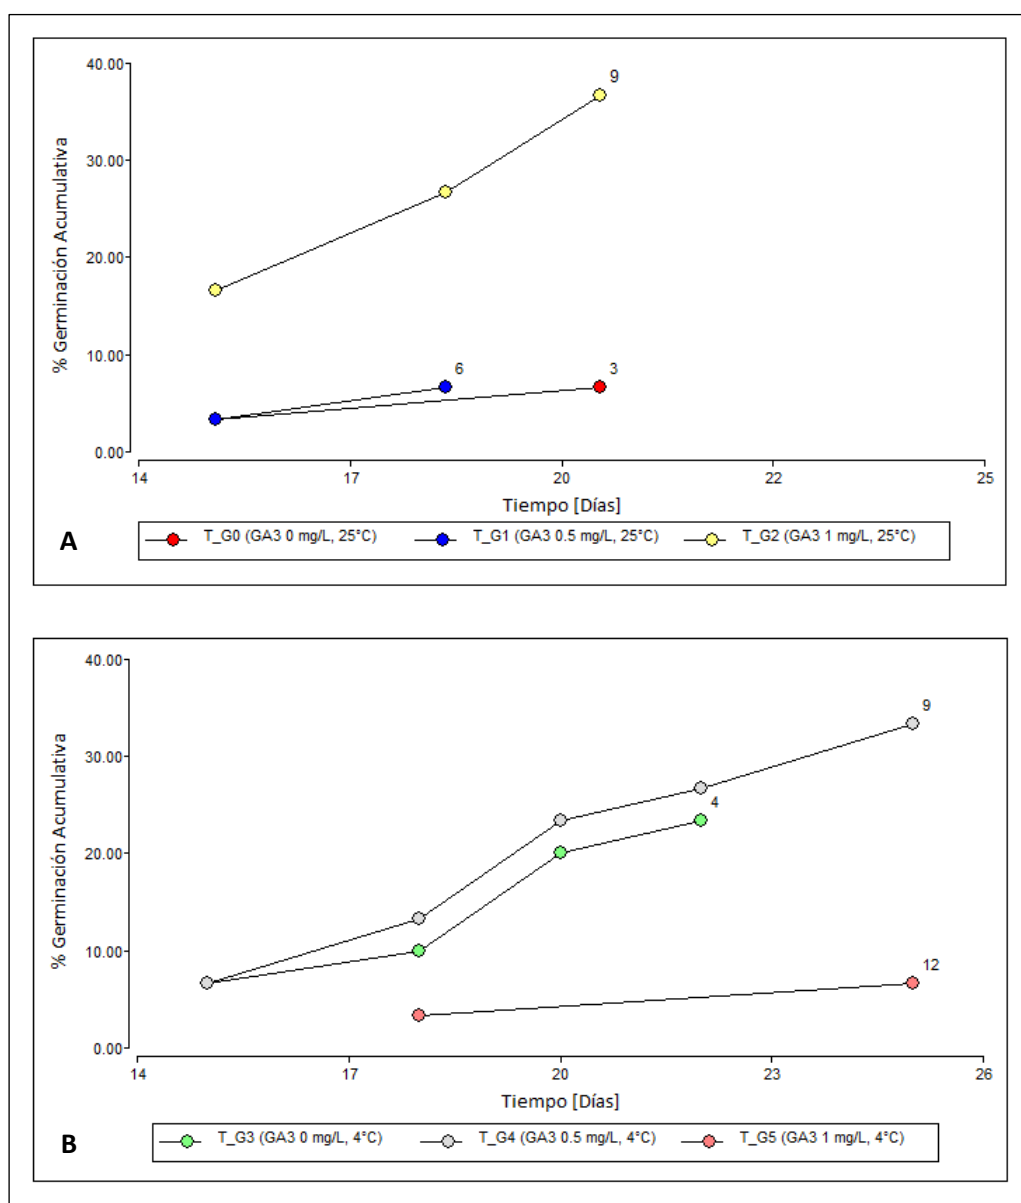 40.00
9
30.00
20.00
10.00
6
3
0.00
% Germinación Acumulativa
14 17 20 22 25
Tiempo [Días]
A
T_G0 (GA3 0 mg/L, 25°C) T_G1 (GA3 0.5 mg/L, 25°C) T_G2 (GA3 1 mg/L, 25°C)
40.00
9
30.00
4
20.00
10.00
12
0.00
% Germinación Acumulativa
14 17 20 23 26
Tiempo [Días]
B
T_G3 (GA3 0 mg/L, 4°C) T_G4 (GA3 0.5 mg/L, 4°C) T_G5 (GA3 1 mg/L, 4°C)